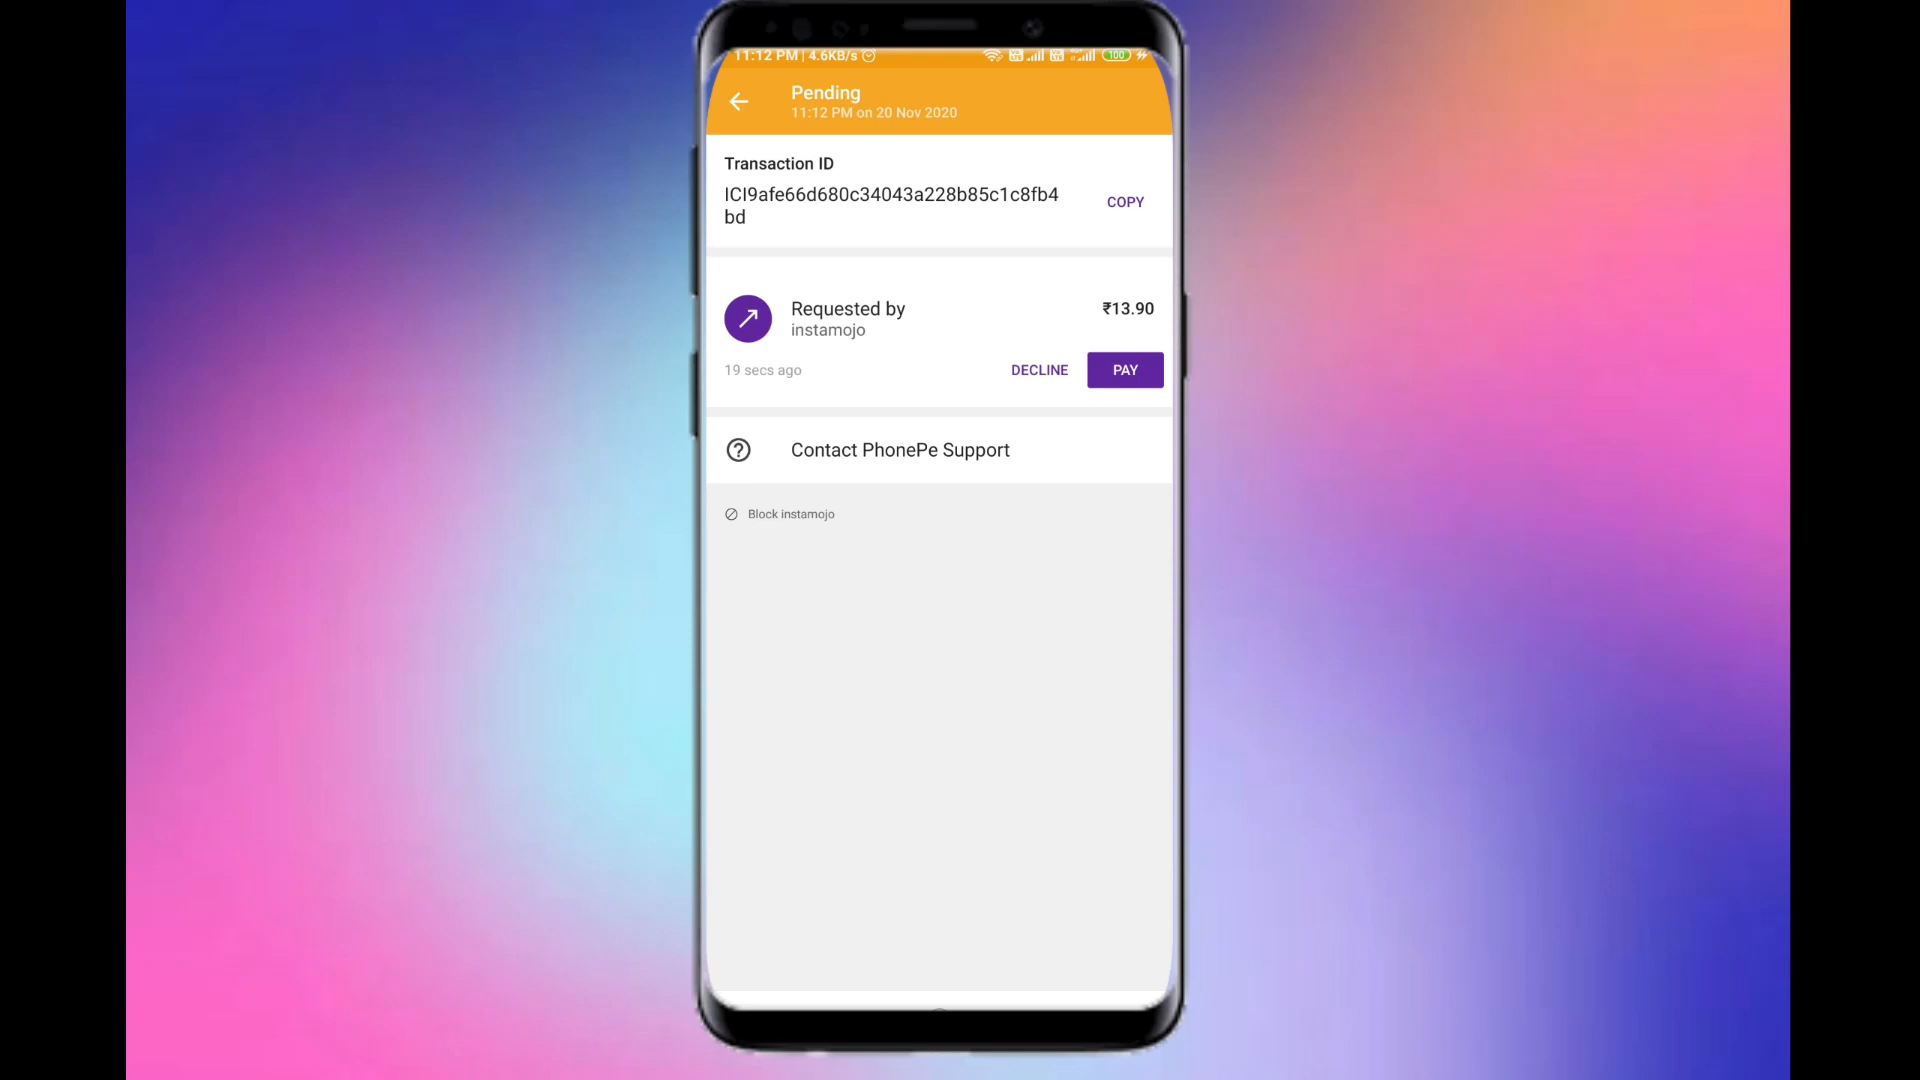 11:12 PM | 4.6KB/s
100
Pending
11:12 PM on 20 Nov 2020
Transaction ID
ICI9afe66d680c34043a228b85c1c8fb4
bd
COPY
Requested by
₹13.90
instamojo
19 secs ago
DECLINE
PAY
Contact PhonePe Support
Block instamojo